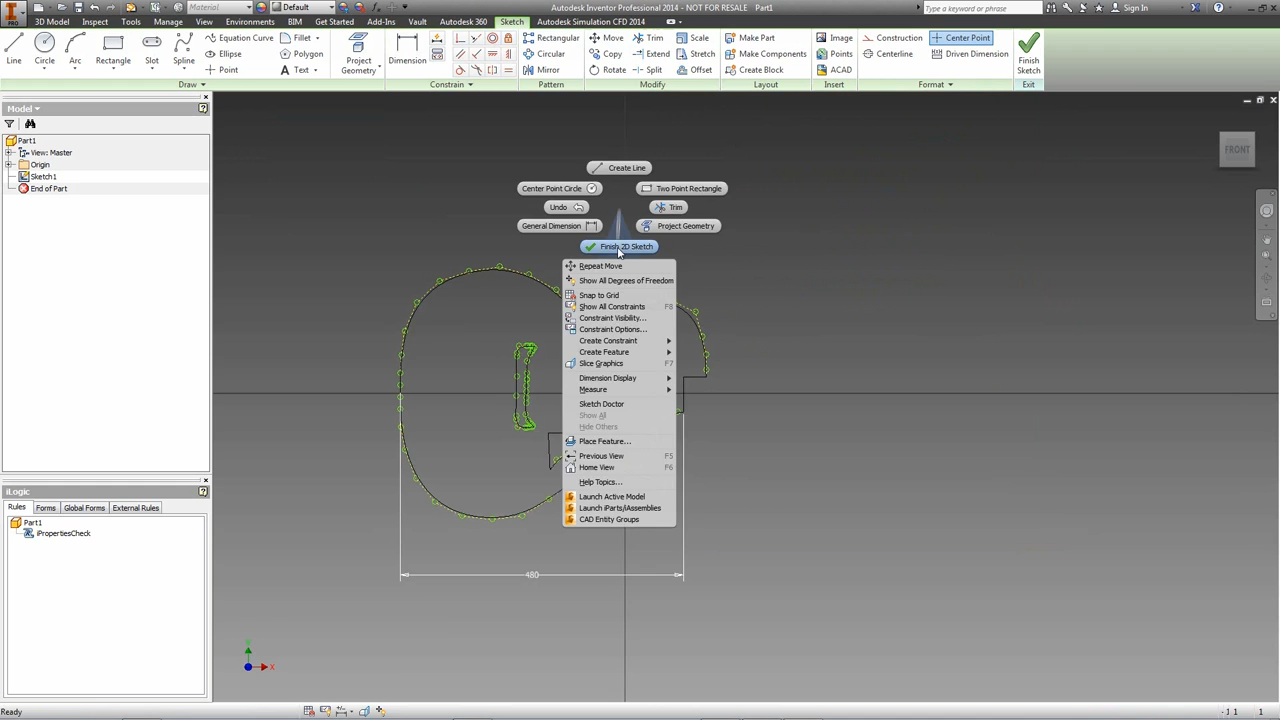 Material
Default
Autodesk Inventor Professional 2014 - NOT FOR RESALE   Part1
Type a keyword or phrase
Sign In
PRO
3D Model
Inspect
Tools
Manage
View
Environments
BIM
Get Started
Add-Ins
Vault
Autodesk 360
Sketch
Autodesk Simulation CFD 2014
Line
Circle
Arc
Rectangle
Slot
Spline
Equation Curve
Ellipse
Point
Fillet
Polygon
Text
Project Geometry
Dimension
Rectangular
Circular
Mirror
Move
Copy
Rotate
Trim
Extend
Split
Scale
Stretch
Offset
Make Part
Make Components
Create Block
Image
Points
ACAD
Construction
Centerline
Center Point
Driven Dimension
Finish Sketch
Draw
Constrain
Pattern
Modify
Layout
Insert
Format
Exit
Model
Part1
View: Master
Origin
Sketch1
End of Part
FRONT
Create Line
Center Point Circle
Two Point Rectangle
Undo
Trim
General Dimension
Project Geometry
Finish 2D Sketch
Repeat Move
Show All Degrees of Freedom
Snap to Grid
Show All Constraints F8
Constraint Visibility...
Constraint Options...
Create Constraint
Create Feature
Slice Graphics F7
Dimension Display
Measure
Sketch Doctor
Show All
Hide Others
Place Feature...
Previous View F5
Home View F6
Help Topics...
Launch Active Model
Launch iParts/iAssemblies
CAD Entity Groups
480
iLogic
Rules
Forms
Global Forms
External Rules
Part1
iPropertiesCheck
X
Ready
1
1